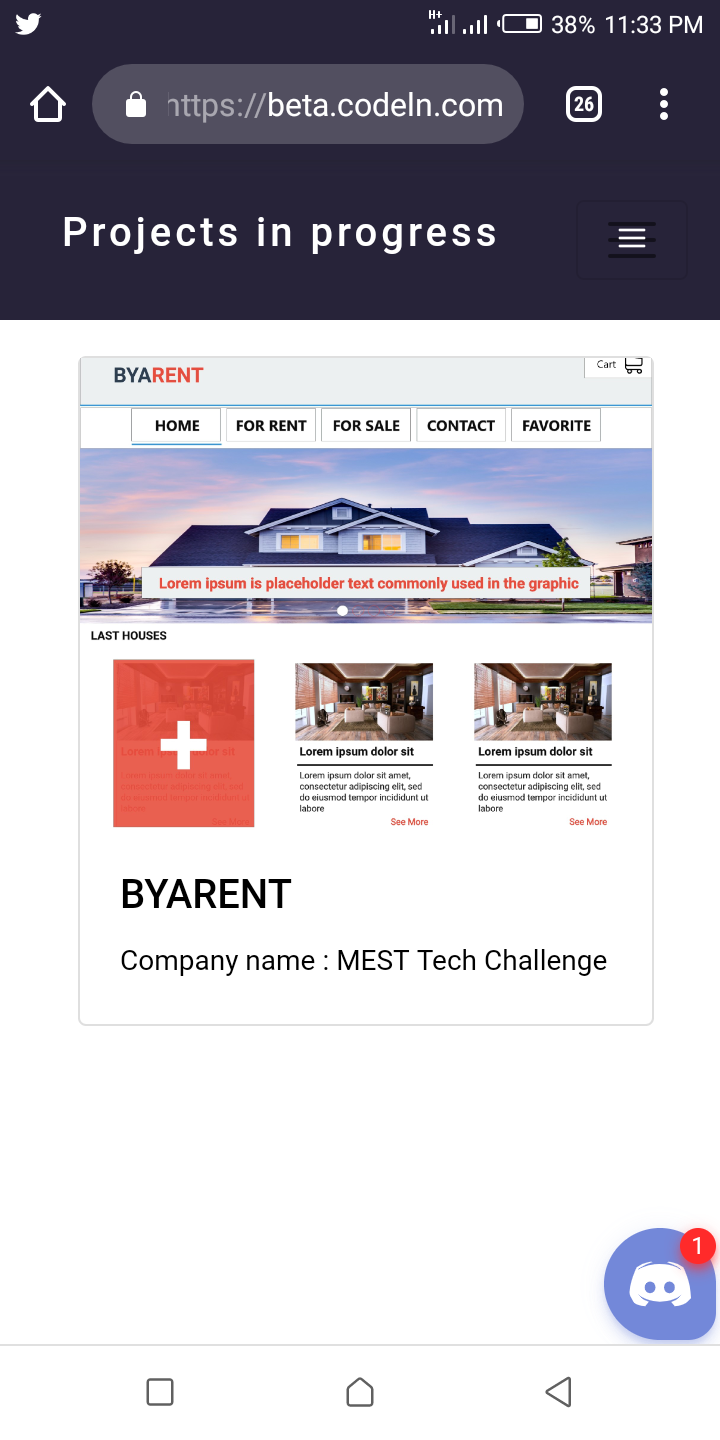 H+
38% 11:33 PM
https://beta.codeln.com
26
Projects in progress
BYARENT
Cart
HOME
FOR RENT
FOR SALE
CONTACT
FAVORITE
Lorem ipsum is placeholder text commonly used in the graphic
LAST HOUSES
Lorem ipsum dolor sit
Lorem ipsum dolor sit amet,
consectetur adipiscing elit, sed
do eiusmod tempor incididunt ut
labore
See More
Lorem ipsum dolor sit
Lorem ipsum dolor sit amet,
consectetur adipiscing elit, sed
do eiusmod tempor incididunt ut
labore
See More
Lorem ipsum dolor sit
Lorem ipsum dolor sit amet,
consectetur adipiscing elit, sed
do eiusmod tempor incididunt ut
labore
See More
BYARENT
Company name : MEST Tech Challenge
1